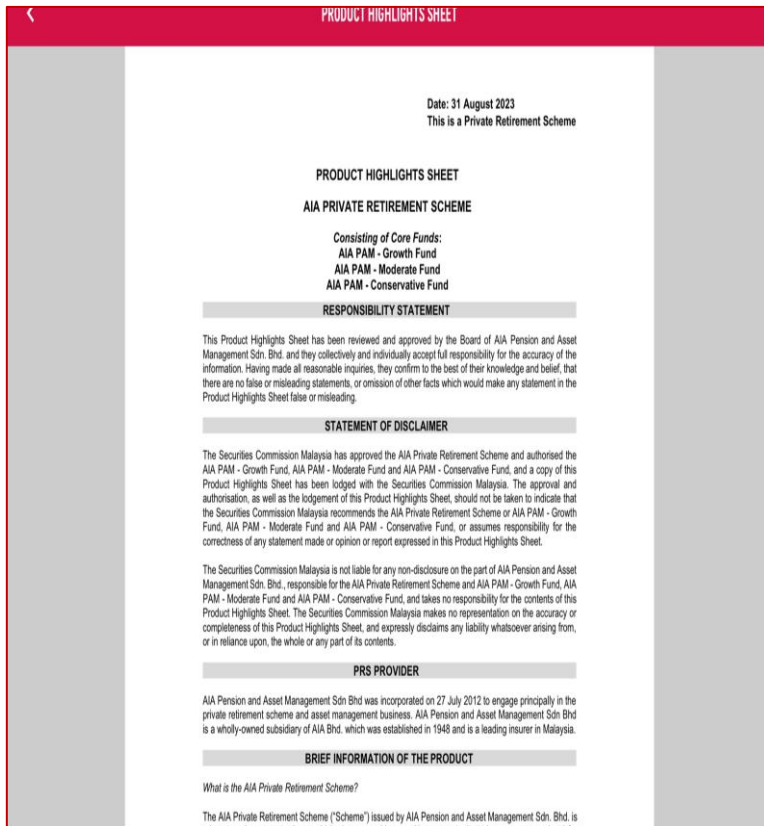 PRODUCT HIGHLIGHTS SHEET
Date: 31 August 2023
This is a Private Retirement Scheme
PRODUCT HIGHLIGHTS SHEET
AIA PRIVATE RETIREMENT SCHEME
Consisting of Core Funds:
AIA PAM - Growth Fund
AIA PAM - Moderate Fund
AIA PAM - Conservative Fund
RESPONSIBILITY STATEMENT
This Product Highlights Sheet has been reviewed and approved by the Board of AIA Pension and Asset
Management Sdn. Bhd. and they collectively and individually accept full responsibility for the accuracy of the
information. Having made all reasonable inquiries, they confirm to the best of their knowledge and belief, that
there are no false or misleading statements, or omission of other facts which would make any statement in the
Product Highlights Sheet false or misleading.
STATEMENT OF DISCLAIMER
The Securities Commission Malaysia has approved the AIA Private Retirement Scheme and authorised the
AIA PAM - Growth Fund, AIA PAM - Moderate Fund and AIA PAM - Conservative Fund, and a copy of this
Product Highlights Sheet has been lodged with the Securities Commission Malaysia. The approval and
authorisation, as well as the lodgement of this Product Highlights Sheet, should not be taken to indicate that
the Securities Commission Malaysia recommends the AIA Private Retirement Scheme or AIA PAM - Growth
Fund, AIA PAM - Moderate Fund and AIA PAM - Conservative Fund, or assumes responsibility for the
correctness of any statement made or opinion or report expressed in this Product Highlights Sheet.
The Securities Commission Malaysia is not liable for any non-disclosure on the part of AIA Pension and Asset
Management Sdn. Bhd., responsible for the AIA Private Retirement Scheme and AIA PAM - Growth Fund, AIA
PAM - Moderate Fund and AIA PAM - Conservative Fund, and takes no responsibility for the contents of this
Product Highlights Sheet. The Securities Commission Malaysia makes no representation on the accuracy or
completeness of this Product Highlights Sheet, and expressly disclaims any liability whatsoever arising from,
or in reliance upon, the whole or any part of its contents.
PRS PROVIDER
AIA Pension and Asset Management Sdn Bhd was incorporated on 27 July 2012 to engage principally in the
private retirement scheme and asset management business. AIA Pension and Asset Management Sdn Bhd
is a wholly-owned subsidiary of AIA Bhd. which was established in 1948 and is a leading insurer in Malaysia.
BRIEF INFORMATION OF THE PRODUCT
What is the AIA Private Retirement Scheme?
The AIA Private Retirement Scheme ("Scheme") issued by AIA Pension and Asset Management Sdn. Bhd. is